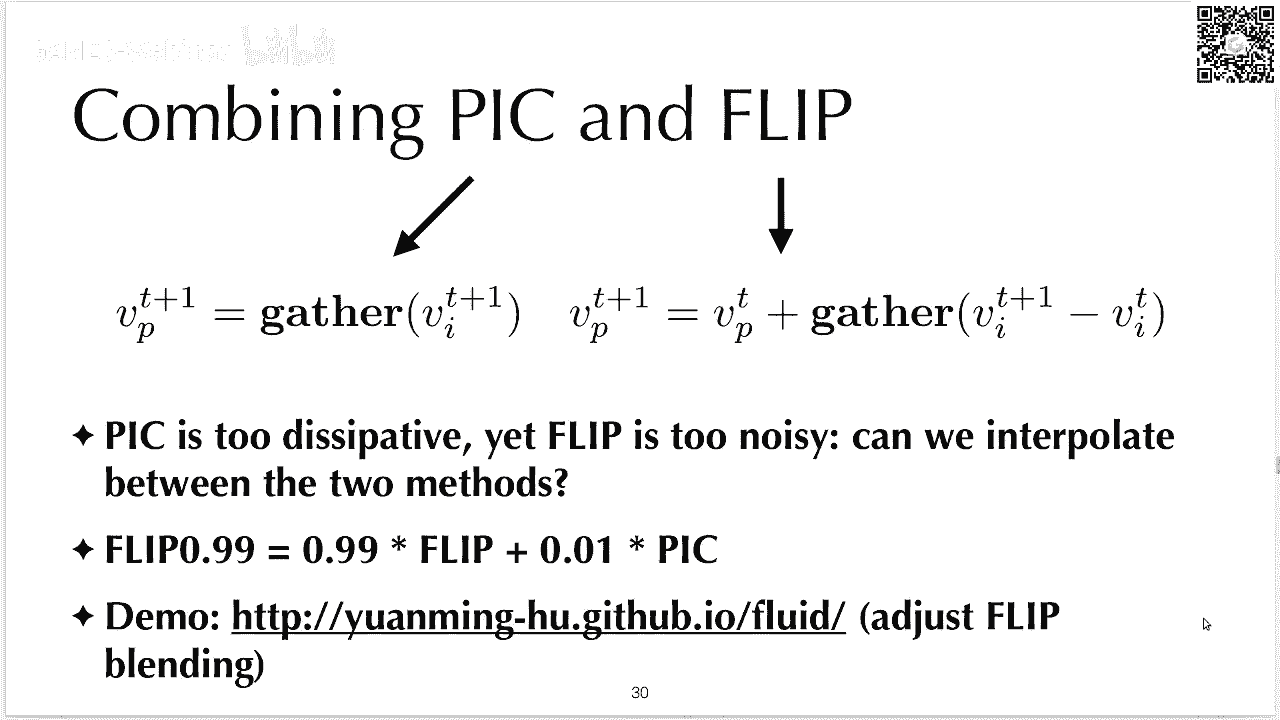 Combining PIC and FLIP
v_p^{t+1} = gather(v_i^{t+1})   v_p^{t+1} = v_p^t + gather(v_i^{t+1} − v_i^t)
✦ PIC is too dissipative, yet FLIP is too noisy: can we interpolate
between the two methods?
✦ FLIP0.99 = 0.99 * FLIP + 0.01 * PIC
✦ Demo: http://yuanming-hu.github.io/fluid/ (adjust FLIP
blending)
30